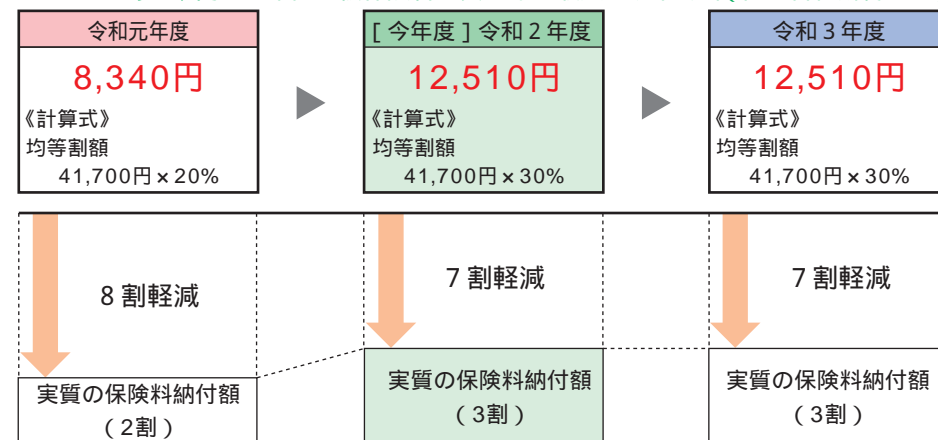 令和元年度
8,340円
《計算式》
均等割額
41,700円×20%
[今年度]令和2年度
12,510円
《計算式》
均等割額
41,700円×30%
令和3年度
12,510円
《計算式》
均等割額
41,700円×30%
8割軽減
7割軽減
7割軽減
実質の保険料納付額
(2割)
実質の保険料納付額
(3割)
実質の保険料納付額
(3割)